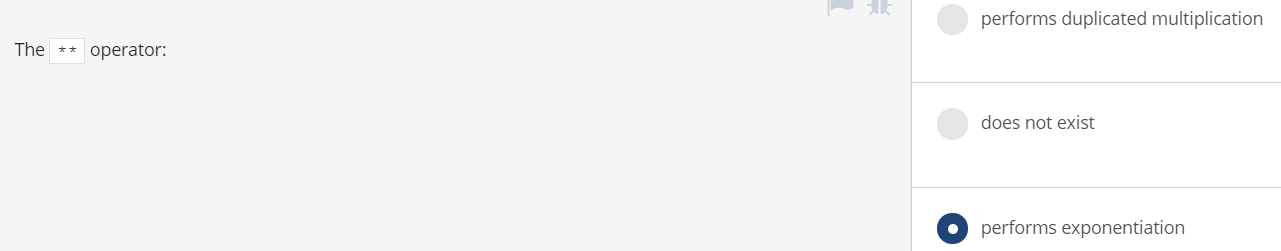 The ** operator:
performs duplicated multiplication
does not exist
performs exponentiation